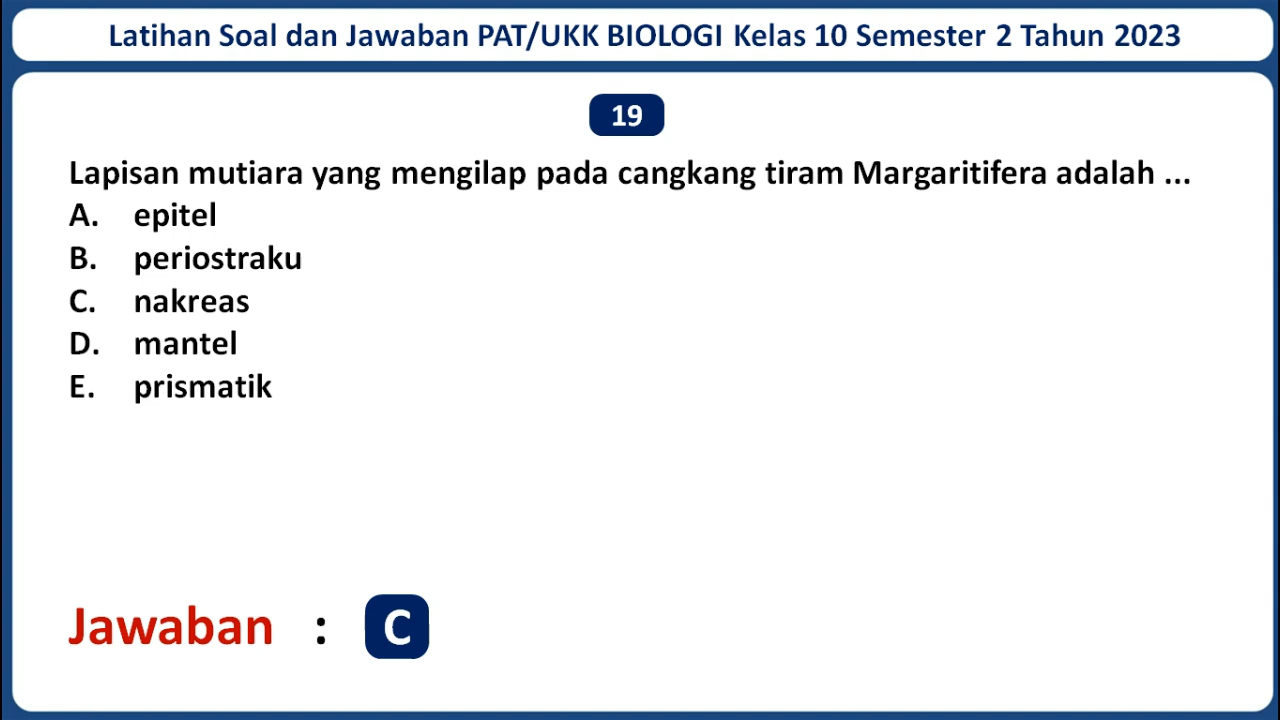 Latihan Soal dan Jawaban PAT/UKK BIOLOGI Kelas 10 Semester 2 Tahun 2023
19
Lapisan mutiara yang mengilap pada cangkang tiram Margaritifera adalah ...
A. epitel
B. periostraku
C. nakreas
D. mantel
E. prismatik
Jawaban : C